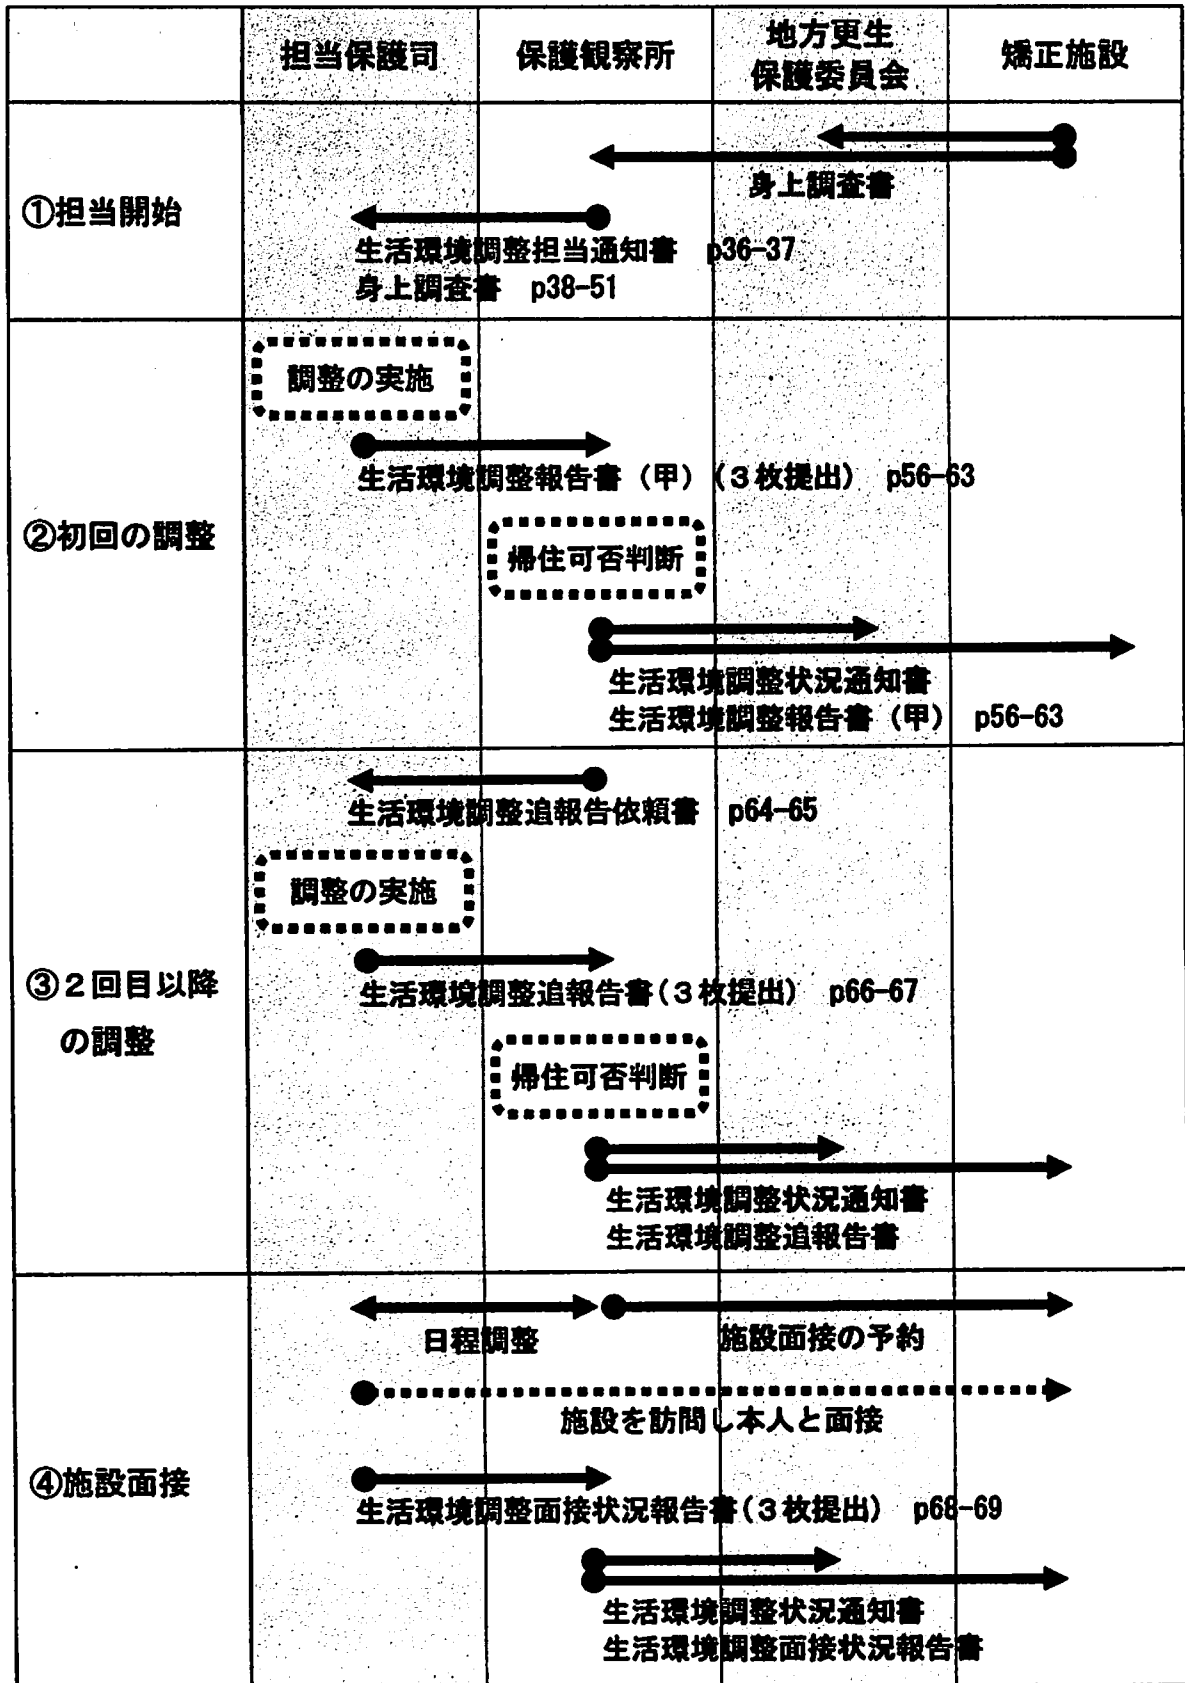 担当保護司
保護観察所
地方更生
保護委員会
矯正施設
①担当開始
身上調査書
生活環境調整担当通知書 p36-37
身上調査書 p38-51
②初回の調整
調整の実施
生活環境調整報告書（甲）（３枚提出） p56-63
帰住可否判断
生活環境調整状況通知書
生活環境調整報告書（甲） p56-63
③２回目以降
の調整
生活環境調整追報告依頼書 p64-65
調整の実施
生活環境調整追報告書（３枚提出） p66-67
帰住可否判断
生活環境調整状況通知書
生活環境調整追報告書
④施設面接
日程調整
施設面接の予約
施設を訪問し本人と面接
生活環境調整面接状況報告書（３枚提出） p68-69
生活環境調整状況通知書
生活環境調整面接状況報告書